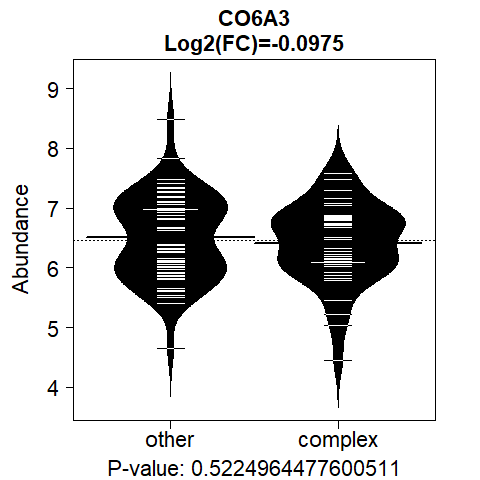 CO6A3
Log2(FC)=-0.0975
Abundance
9
8
7
6
5
4
other complex
P-value: 0.5224964477600511